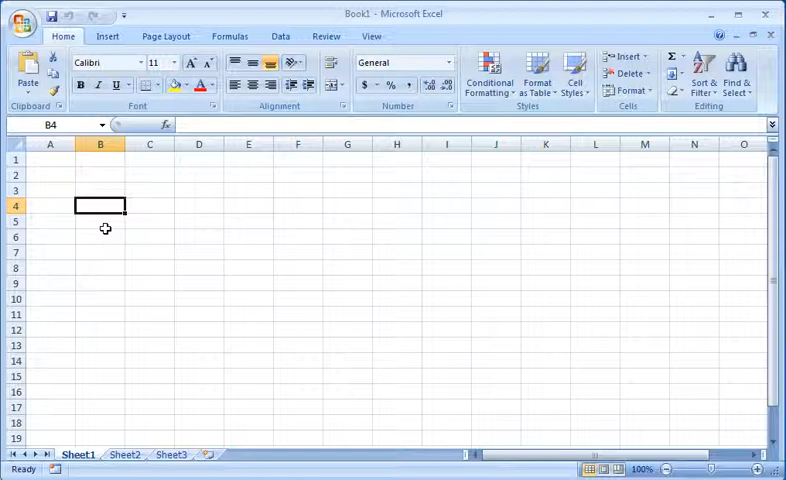 Book1 - Microsoft Excel
Home Insert Page Layout Formulas Data Review View
Paste
Calibri 11
A A
B I U A
General
$ % ,
Conditional Formatting
Format as Table
Cell Styles
Insert
Delete
Format
Σ
Sort & Filter
Find & Select
Clipboard Font Alignment Number Styles Cells Editing
B4 fx
A B C D E F G H I J K L M N O
1
2
3
4
5
6
7
8
9
10
11
12
13
14
15
16
17
18
19
Sheet1 Sheet2 Sheet3
Ready 100%